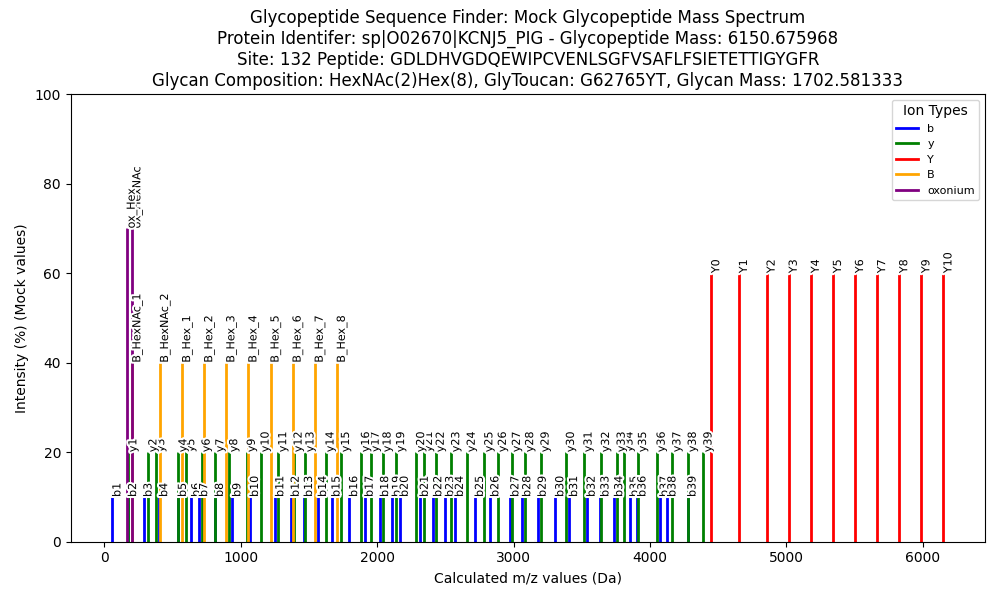 Glycopeptide Sequence Finder: Mock Glycopeptide Mass Spectrum
Protein Identifer: sp|O02670|KCNJ5_PIG - Glycopeptide Mass: 6150.675968
Site: 132 Peptide: GDLDHVGDQEWIPCVENLSGFVSAFLFSIETETTIGYGFR
Glycan Composition: HexNAc(2)Hex(8), GlyToucan: G62765YT, Glycan Mass: 1702.581333
100
80
60
40
20
0
Intensity (%) (Mock values)
Ion Types
b
y
Y
B
oxonium
ox_Hex
ox_HexNAc
B_HexNAc_1
B_HexNAc_2
B_Hex_1
B_Hex_2
B_Hex_3
B_Hex_4
B_Hex_5
B_Hex_6
B_Hex_7
B_Hex_8
Y0
Y1
Y2
Y3
Y4
Y5
Y6
Y7
Y8
Y9
Y10
y1
y2
y3
y4
y5
y6
y7
y8
y9
y10
y11
y12
y13
y14
y15
y16
y17
y18
y19
y20
y21
y22
y23
y24
y25
y26
y27
y28
y29
y30
y31
y32
y33
y34
y35
y36
y37
y38
y39
b1
b2
b3
b4
b5
b6
b7
b8
b9
b10
b11
b12
b13
b14
b15
b16
b17
b18
b19
b20
b21
b22
b23
b24
b25
b26
b27
b28
b29
b30
b31
b32
b33
b34
b35
b36
b37
b38
b39
0
1000
2000
3000
4000
5000
6000
Calculated m/z values (Da)